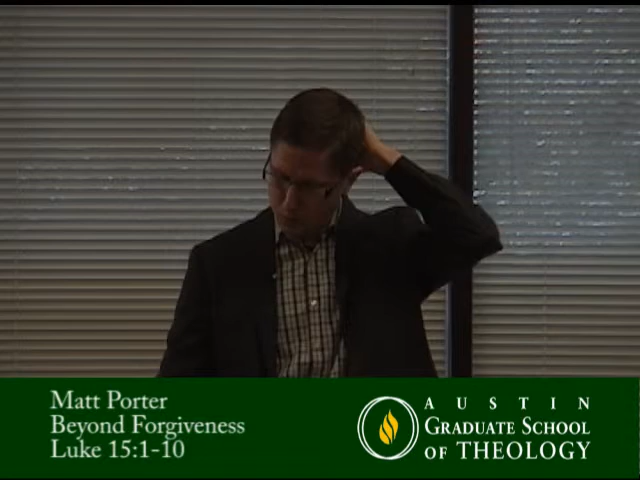 Matt Porter
Beyond Forgiveness
Luke 15:1-10
AUSTIN
GRADUATE SCHOOL
OF THEOLOGY